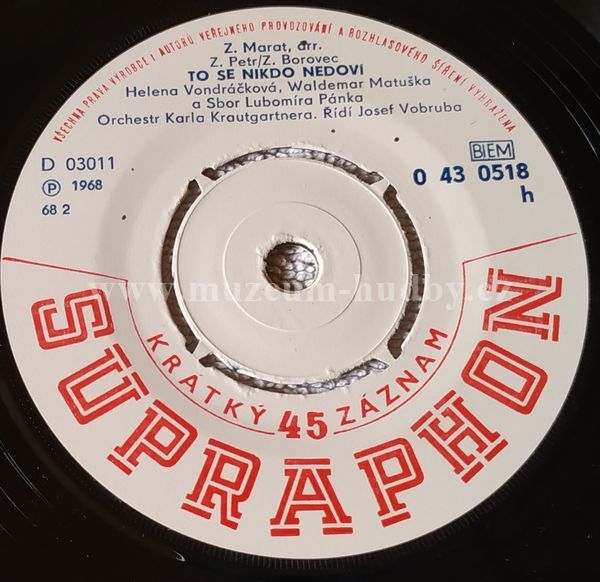 VŠECHNA PRÁVA VÝROBCE I AUTORŮ VEŘEJNÉHO PROVOZOVÁNÍ A ROZHLASOVÉHO ŠÍŘENÍ VYHRAZENA
Z. Marat, arr.
Z. Petr/Z. Borovec
TO SE NIKDO NEDOVÍ
Helena Vondráčková, Waldemar Matuška
a Sbor Lubomíra Pánka
Orchestr Karla Krautgartnera. Řídí Josef Vobruba
D 03011
℗ 1968
68 2
BIEM
0 43 0518
h
www.muzeum-hudby.cz
KRATKÝ 45 ZÁZNAM
SUPRAPHON